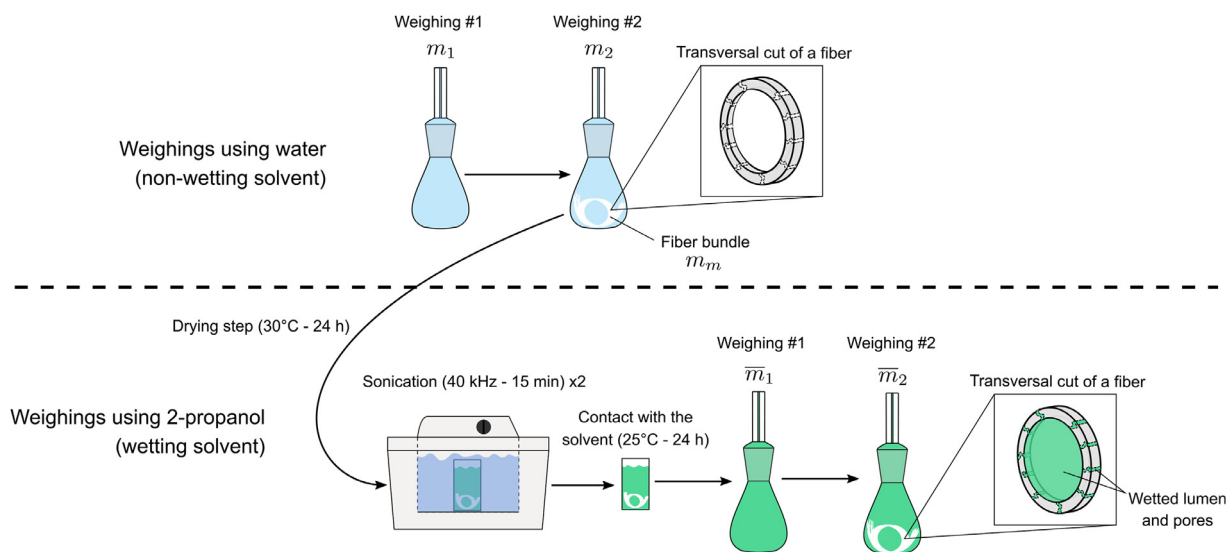 Weighing #1
Weighing #2
m₁
m₂
Transversal cut of a fiber
Weighings using water
(non-wetting solvent)
Fiber bundle
mₘ
Drying step (30°C - 24 h)
Weighing #1
Weighing #2
m̅₁
m̅₂
Transversal cut of a fiber
Sonication (40 kHz - 15 min) x2
Contact with the
solvent (25°C - 24 h)
Weighings using 2-propanol
(wetting solvent)
Wetted lumen
and pores